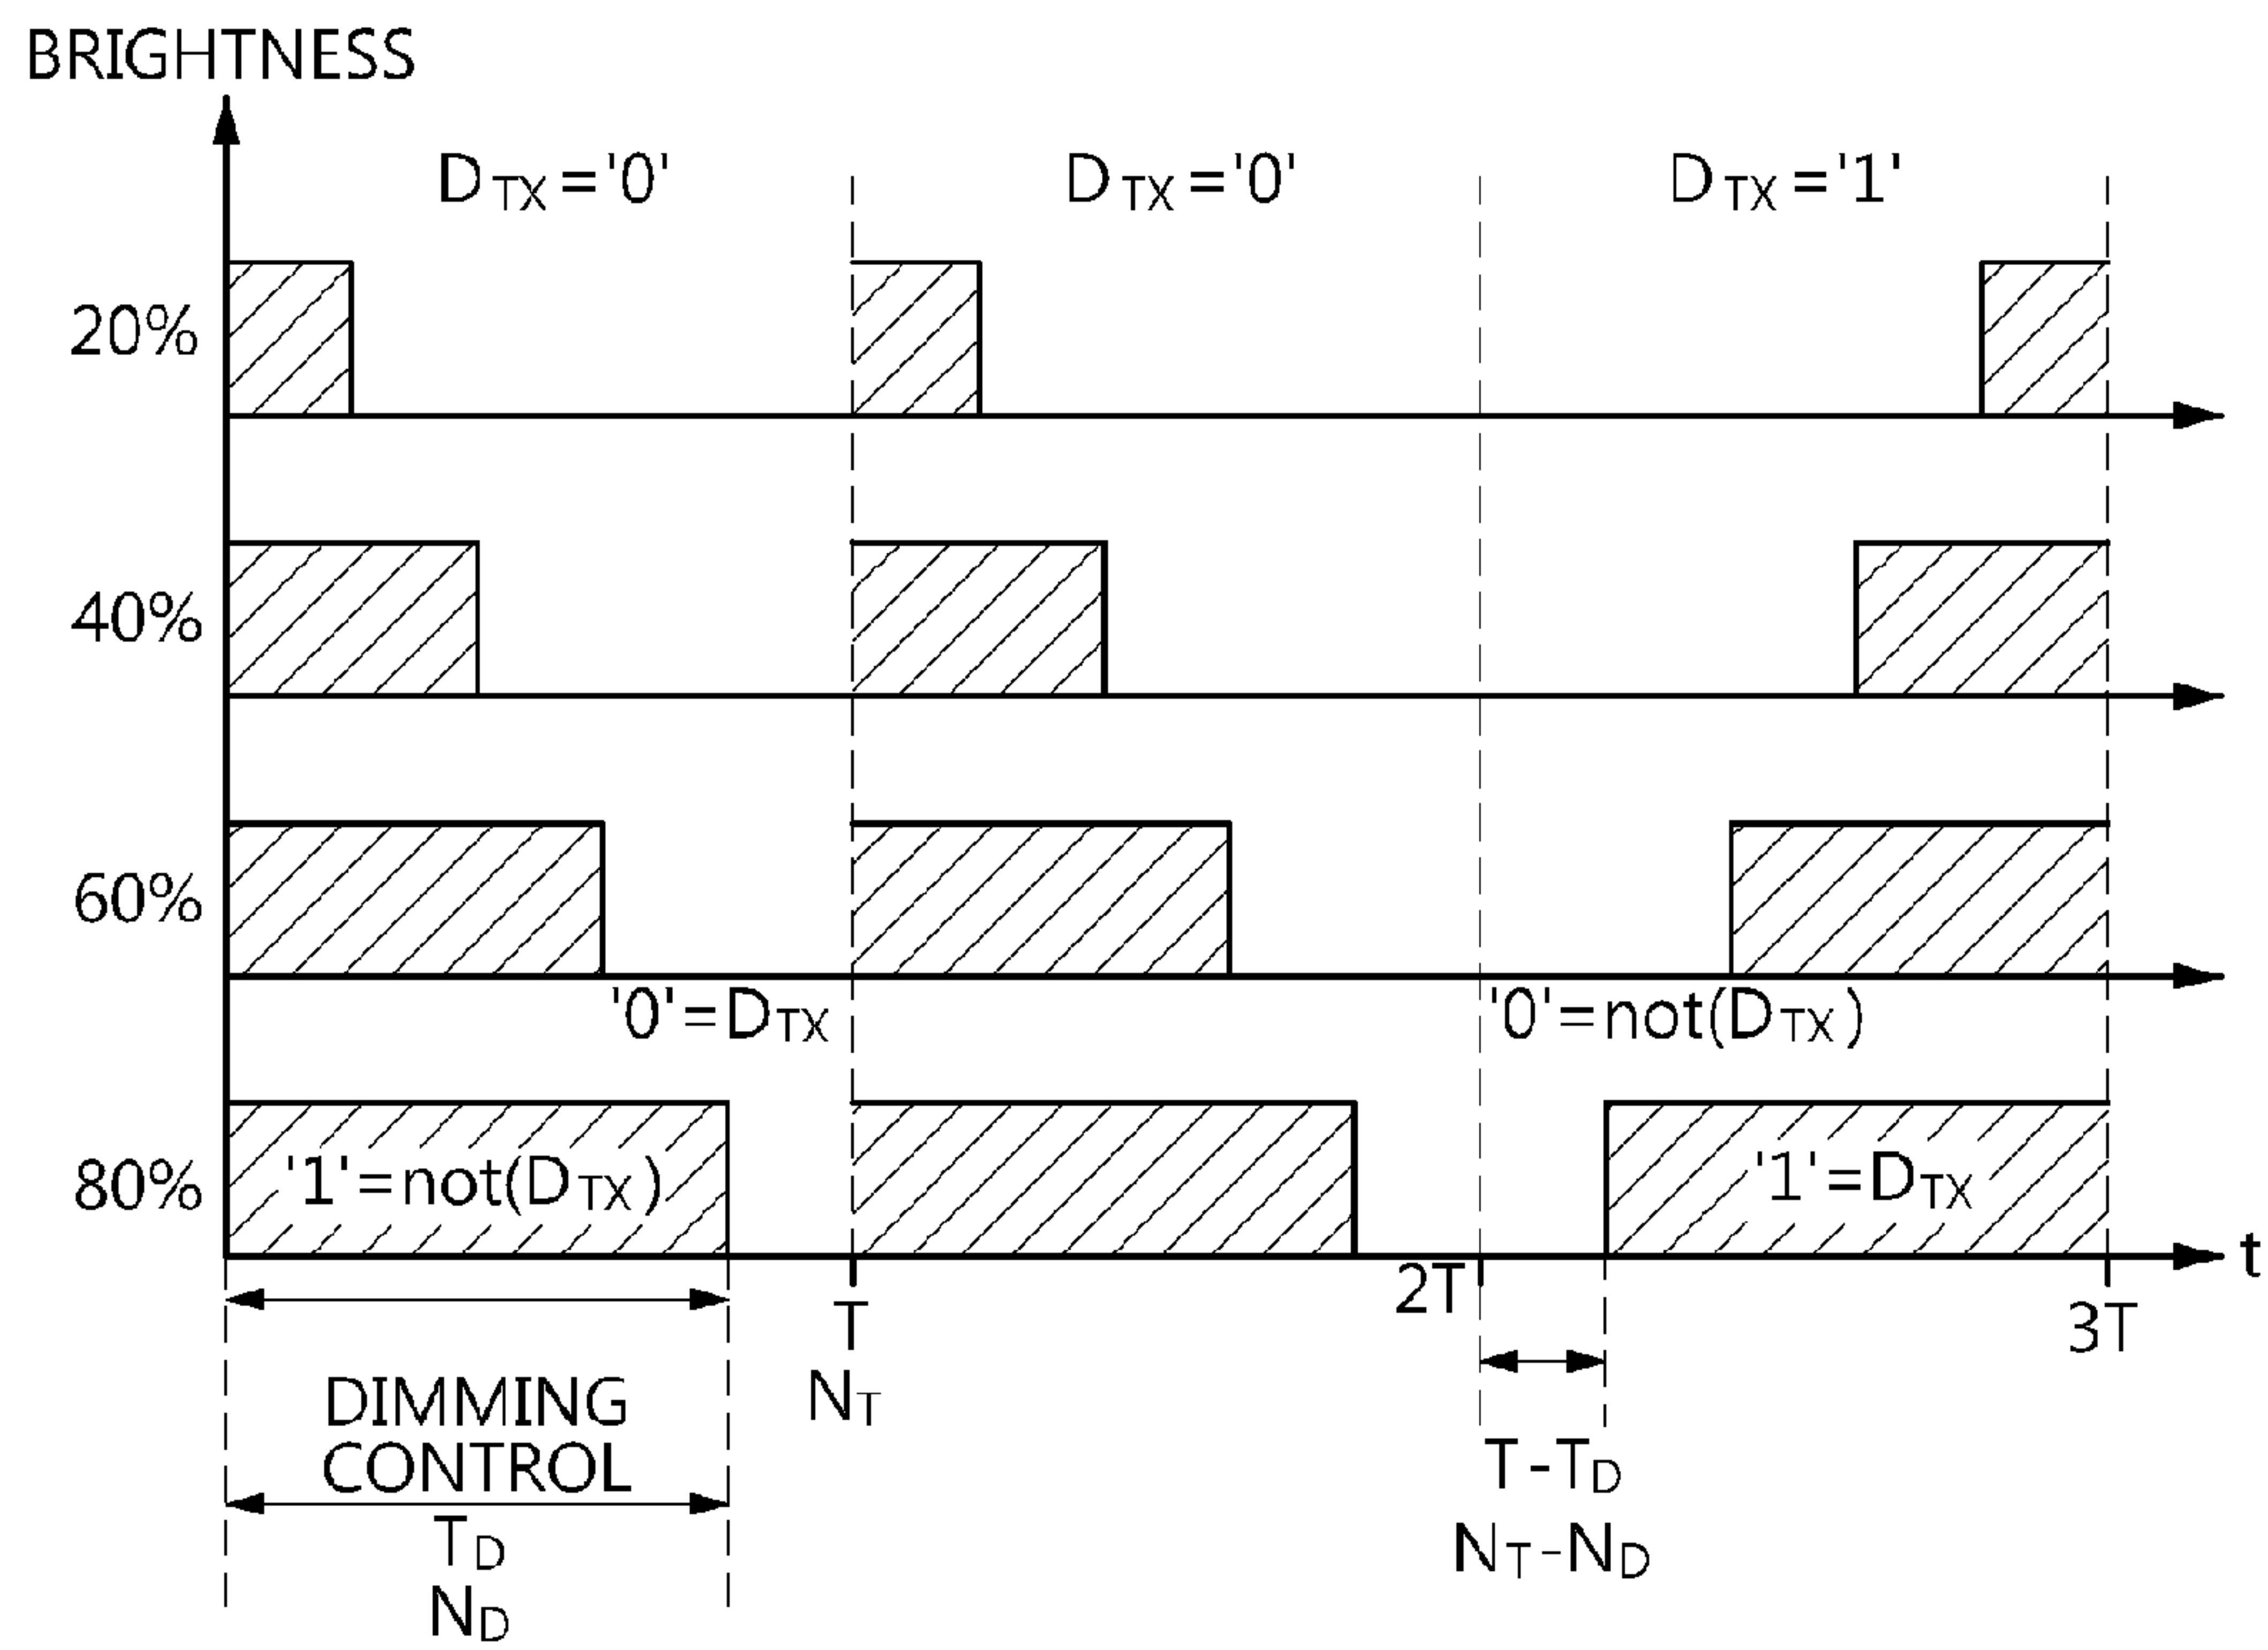 BRIGHTNESS
DTX='0' DTX='0' DTX='1'
20%
40%
60%
'0'=DTX '0'=not(DTX)
80% '1'=not(DTX) '1'=DTX
t
T 2T 3T
NT
DIMMING
CONTROL
TD
ND
T-TD
NT-ND